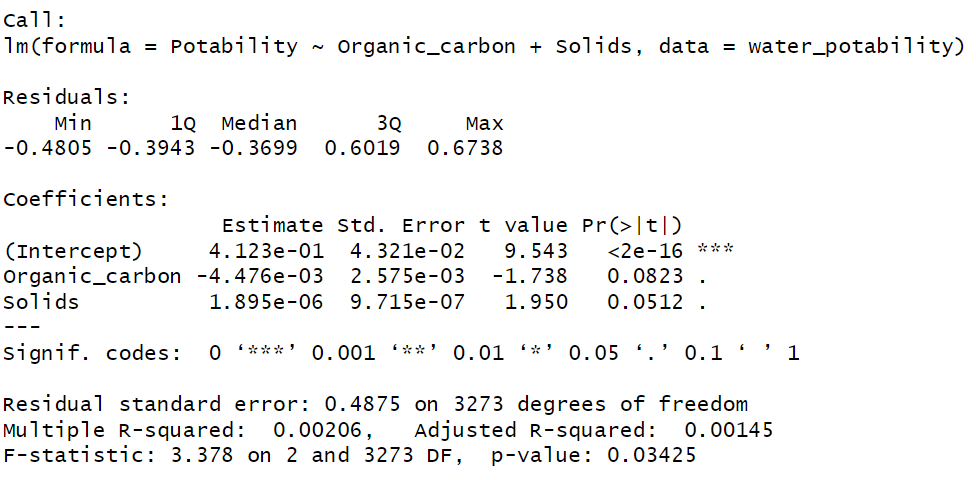 Call:
lm(formula = Potability ~ Organic_carbon + Solids, data = water_potability)
Residuals:
Min 1Q Median 3Q Max
-0.4805 -0.3943 -0.3699 0.6019 0.6738
Coefficients:
Estimate Std. Error t value Pr(>|t|)
(Intercept) 4.123e-01 4.321e-02 9.543 <2e-16 ***
Organic_carbon -4.476e-03 2.575e-03 -1.738 0.0823 .
Solids 1.895e-06 9.715e-07 1.950 0.0512 .
---
Signif. codes: 0 ‘***’ 0.001 ‘**’ 0.01 ‘*’ 0.05 ‘.’ 0.1 ‘ ’ 1
Residual standard error: 0.4875 on 3273 degrees of freedom
Multiple R-squared: 0.00206, Adjusted R-squared: 0.00145
F-statistic: 3.378 on 2 and 3273 DF, p-value: 0.03425